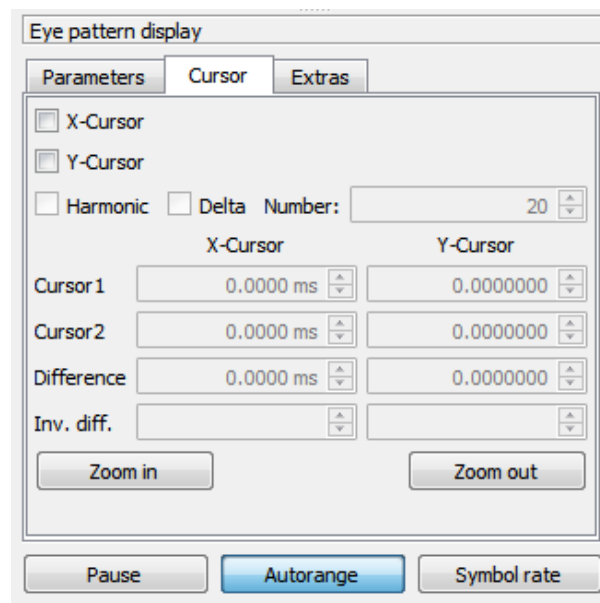 Eye pattern display
Parameters Cursor Extras
X-Cursor
Y-Cursor
Harmonic Delta Number: 20
X-Cursor Y-Cursor
Cursor1 0.0000 ms 0.0000000
Cursor2 0.0000 ms 0.0000000
Difference 0.0000 ms 0.0000000
Inv. diff.
Zoom in Zoom out
Pause Autorange Symbol rate